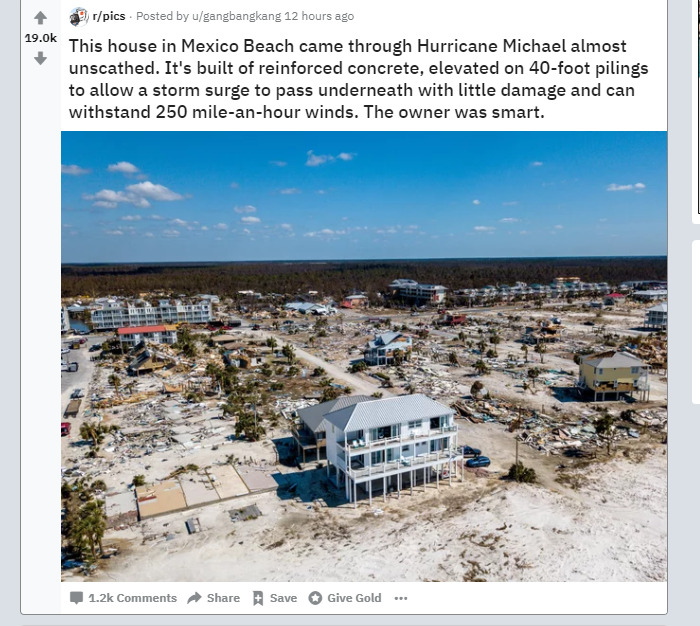 r/pics · Posted by u/gangbangkang 12 hours ago
19.0k
This house in Mexico Beach came through Hurricane Michael almost
unscathed. It's built of reinforced concrete, elevated on 40-foot pilings
to allow a storm surge to pass underneath with little damage and can
withstand 250 mile-an-hour winds. The owner was smart.
1.2k Comments Share Save Give Gold ...